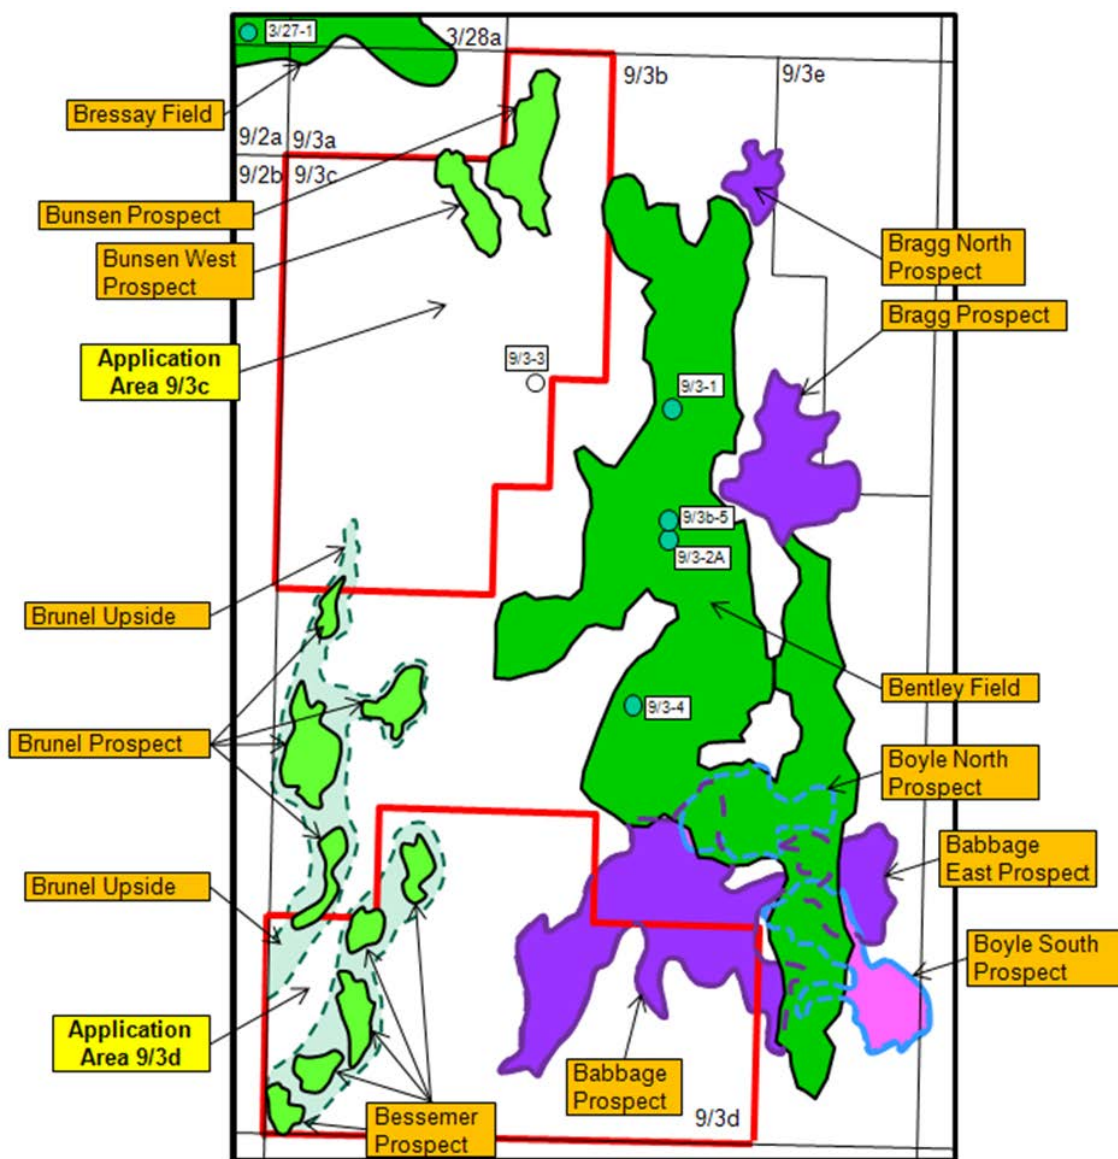 3/27-1
3/28a
9/3b
9/3e
Bressay Field
9/2a
9/3a
9/2b
9/3c
Bunsen Prospect
Bunsen West
Prospect
Bragg North
Prospect
Bragg Prospect
Application
Area 9/3c
9/3-3
9/3-1
9/3b-5
9/3-2A
Brunel Upside
Bentley Field
9/3-4
Brunel Prospect
Boyle North
Prospect
Brunel Upside
Babbage
East Prospect
Boyle South
Prospect
Application
Area 9/3d
Babbage
Prospect
Bessemer
Prospect
9/3d